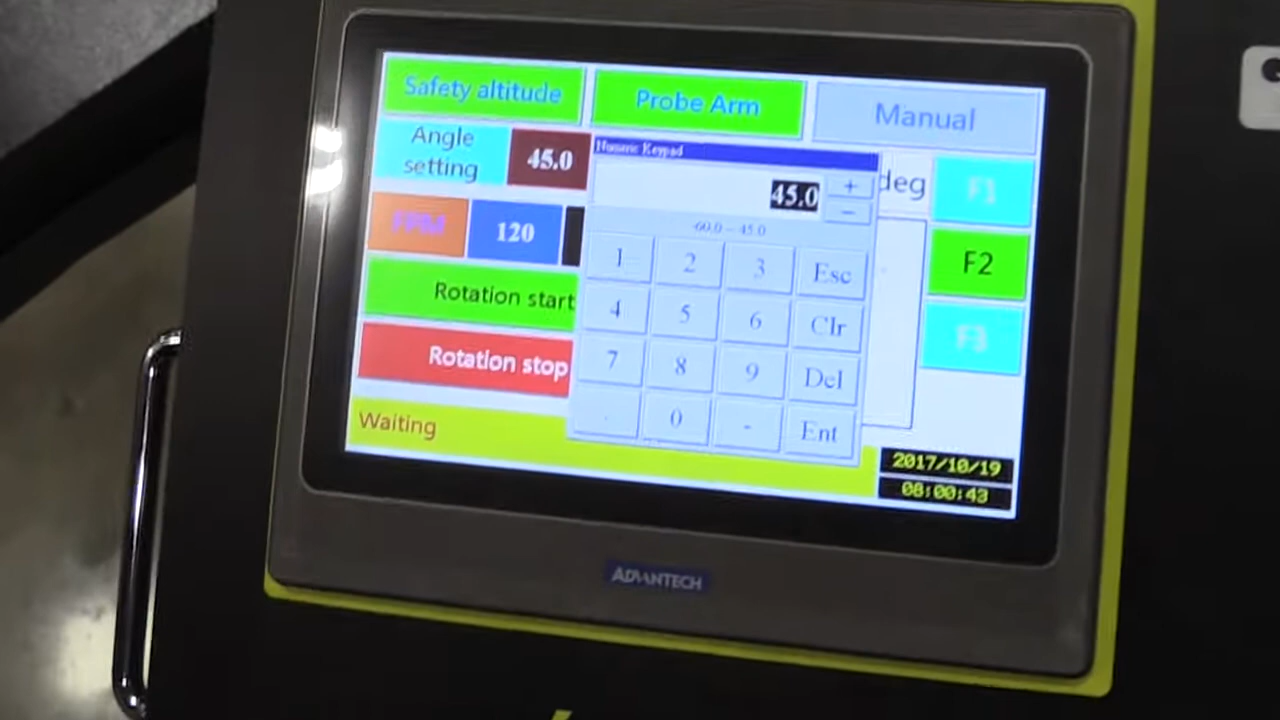 Safety altitude
Probe Arm
Manual
Angle
setting
45.0
Numeric Keypad
45.0
+
-
-60.0 ~ 45.0
deg
F1
FPM
120
1 2 3 Esc
4 5 6 Clr
7 8 9 Del
. 0 - Ent
F2
F3
Rotation start
Rotation stop
Waiting
2017/10/19
08:00:43
ADVANTECH